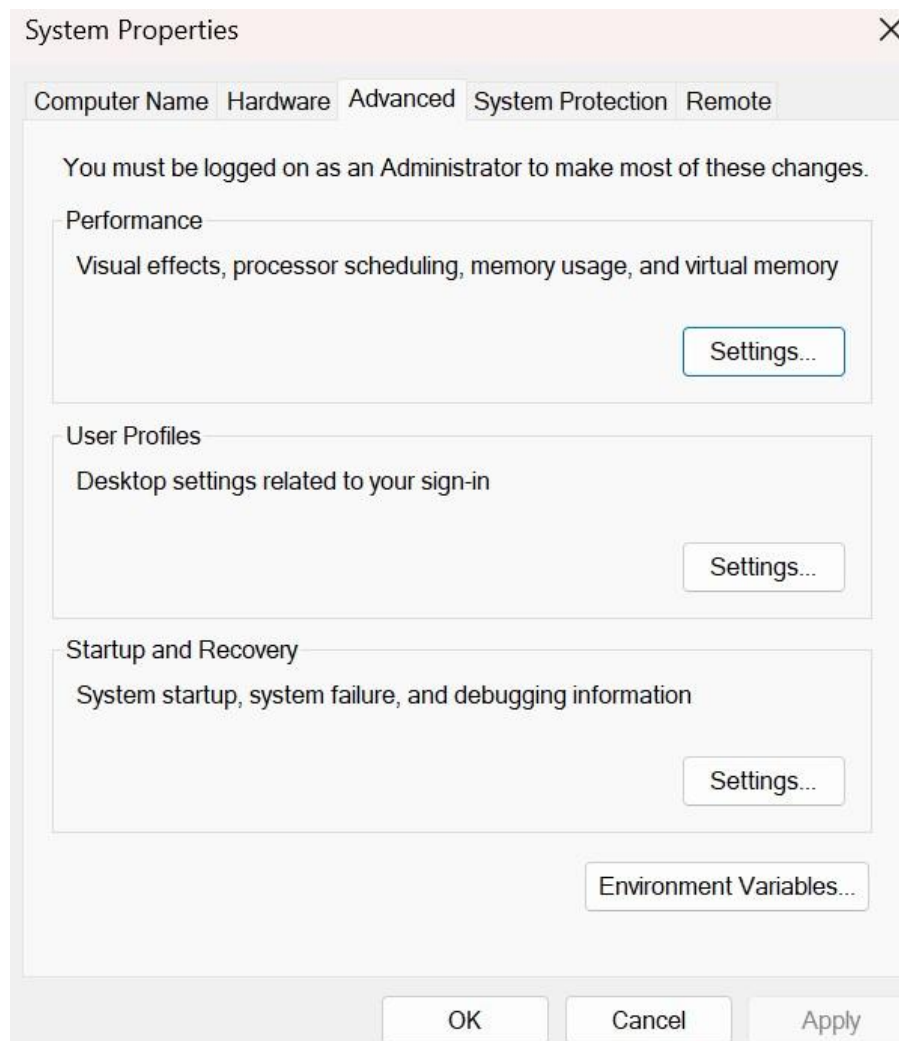 System Properties
Computer Name Hardware Advanced System Protection Remote
You must be logged on as an Administrator to make most of these changes.
Performance
Visual effects, processor scheduling, memory usage, and virtual memory
Settings...
User Profiles
Desktop settings related to your sign-in
Settings...
Startup and Recovery
System startup, system failure, and debugging information
Settings...
Environment Variables...
OK Cancel Apply